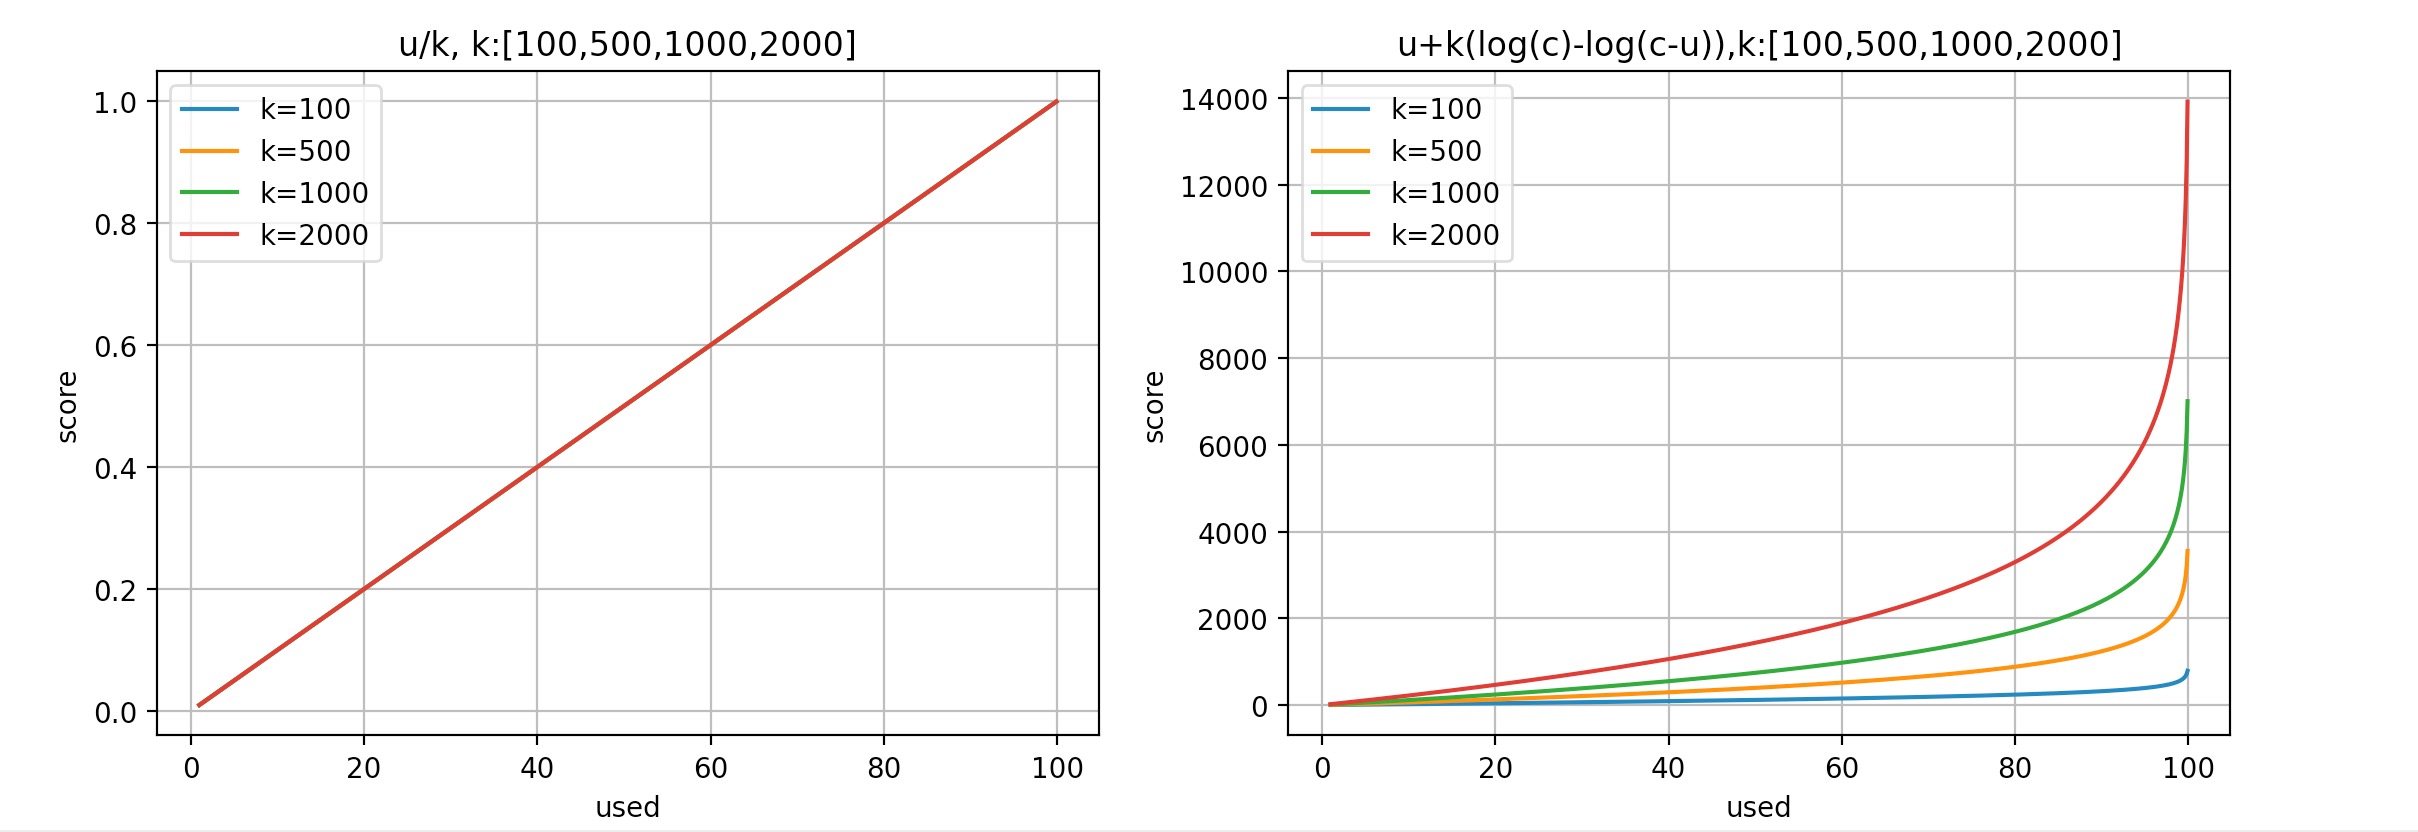 u/k, k:[100,500,1000,2000]
k=100
k=500
k=1000
k=2000
1.0
0.8
0.6
0.4
0.2
0.0
score
0
20
40
60
80
100
used
u+k(log(c)-log(c-u)),k:[100,500,1000,2000]
k=100
k=500
k=1000
k=2000
14000
12000
10000
8000
6000
4000
2000
0
score
0
20
40
60
80
100
used